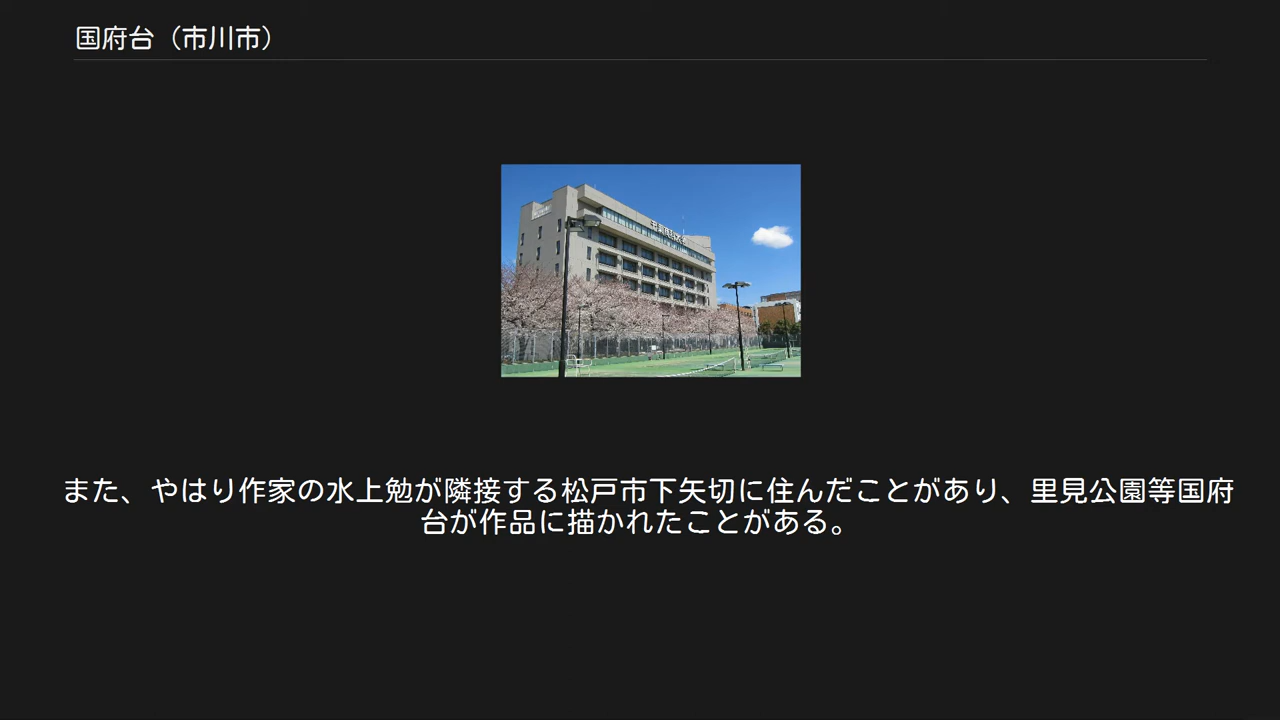 国府台（市川市）
また、やはり作家の水上勉が隣接する松戸市下矢切に住んだことがあり、里見公園等国府
台が作品に描かれたことがある。